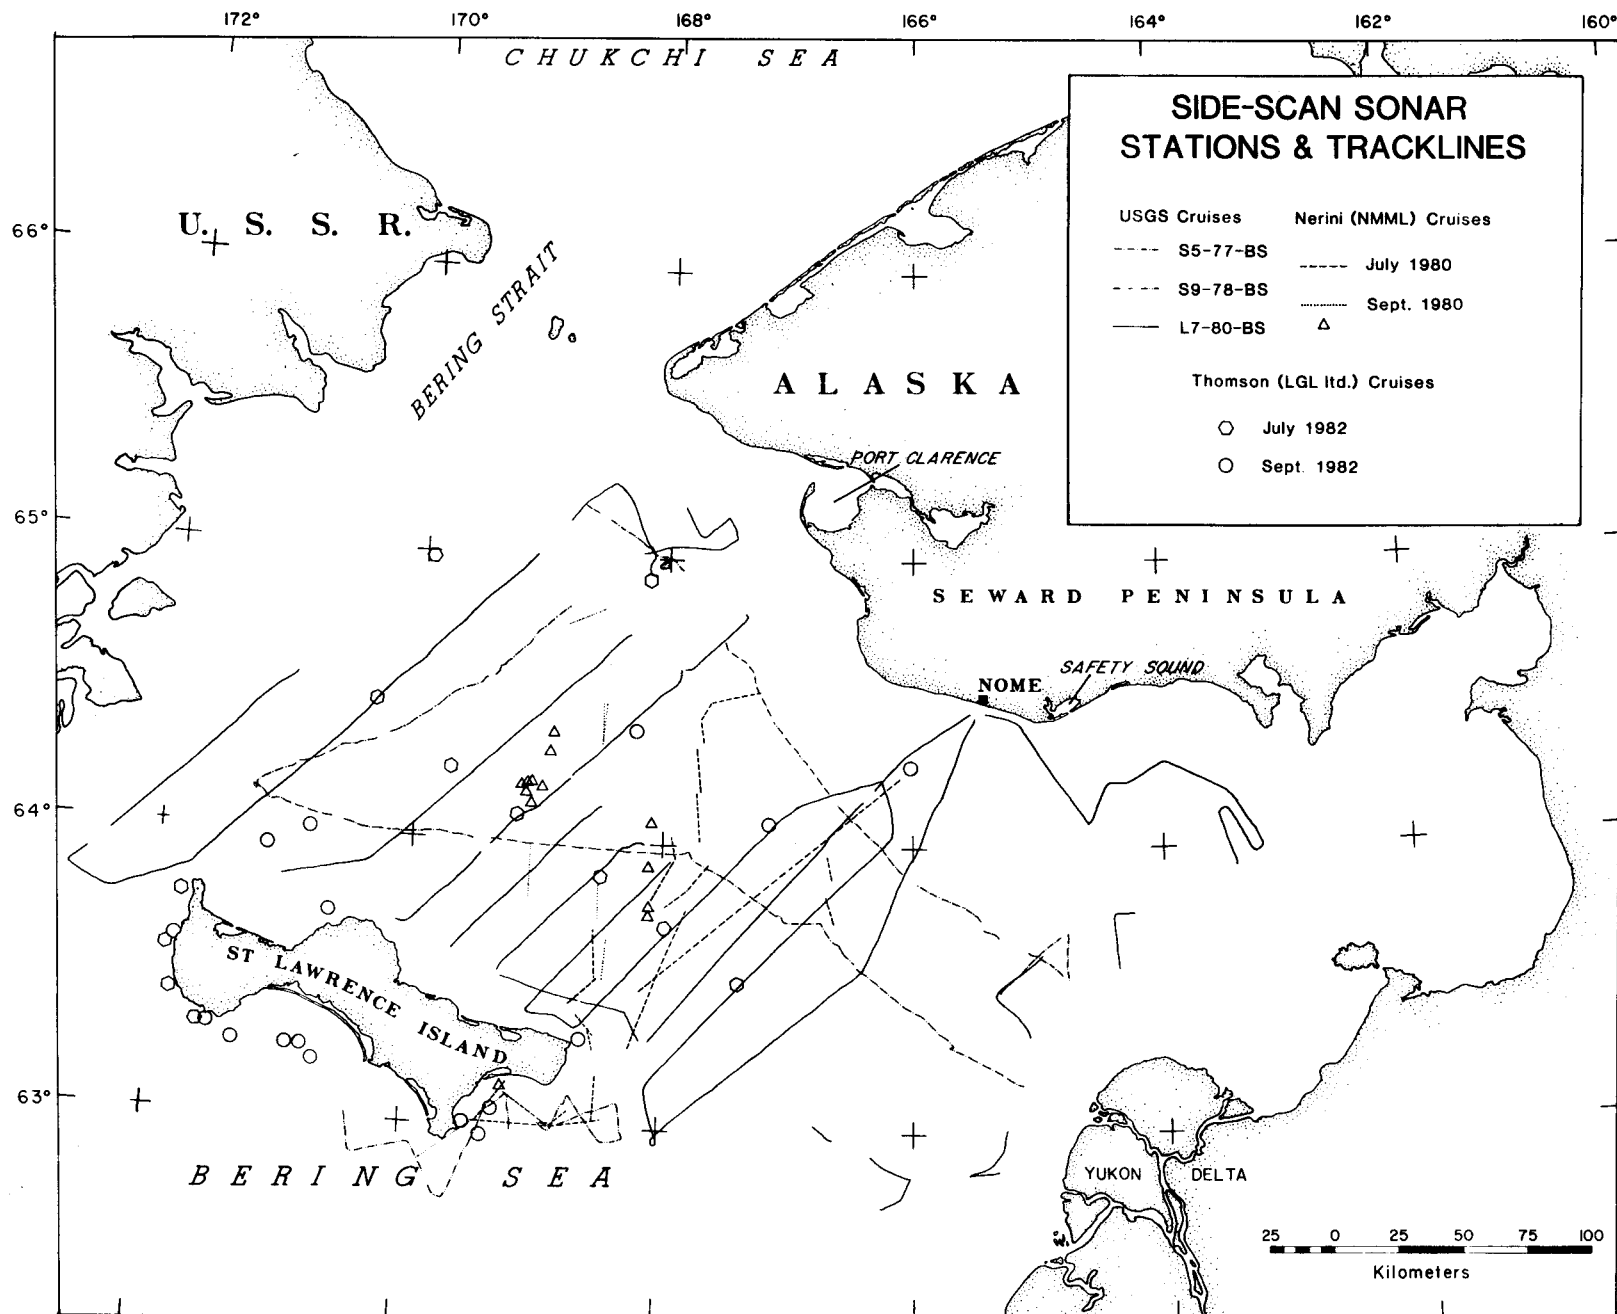 172° 170° 168° 166° 164° 162° 160°
CHUKCHI SEA
SIDE-SCAN SONAR
STATIONS & TRACKLINES
USGS Cruises
S5-77-BS
S9-78-BS
L7-80-BS
Nerini (NMML) Cruises
July 1980
Sept. 1980
Thomson (LGL ltd.) Cruises
July 1982
Sept. 1982
66°
U. S. S. R.
BERING STRAIT
ALASKA
PORT CLARENCE
65°
SEWARD PENINSULA
SAFETY SOUND
NOME
64°
ST LAWRENCE ISLAND
63°
BERING SEA
YUKON DELTA
25 0 25 50 75 100
Kilometers